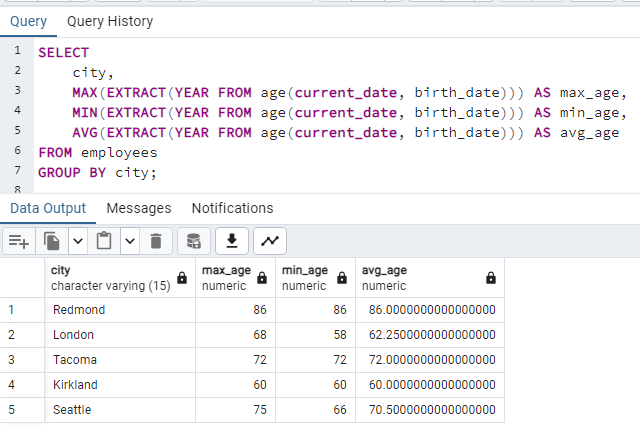 Query Query History
1 SELECT
2 city,
3 MAX(EXTRACT(YEAR FROM age(current_date, birth_date))) AS max_age,
4 MIN(EXTRACT(YEAR FROM age(current_date, birth_date))) AS min_age,
5 AVG(EXTRACT(YEAR FROM age(current_date, birth_date))) AS avg_age
6 FROM employees
7 GROUP BY city;
8
Data Output Messages Notifications
city max_age min_age avg_age
character varying (15) numeric numeric numeric
1 Redmond 86 86 86.0000000000000000
2 London 68 58 62.2500000000000000
3 Tacoma 72 72 72.0000000000000000
4 Kirkland 60 60 60.0000000000000000
5 Seattle 75 66 70.5000000000000000